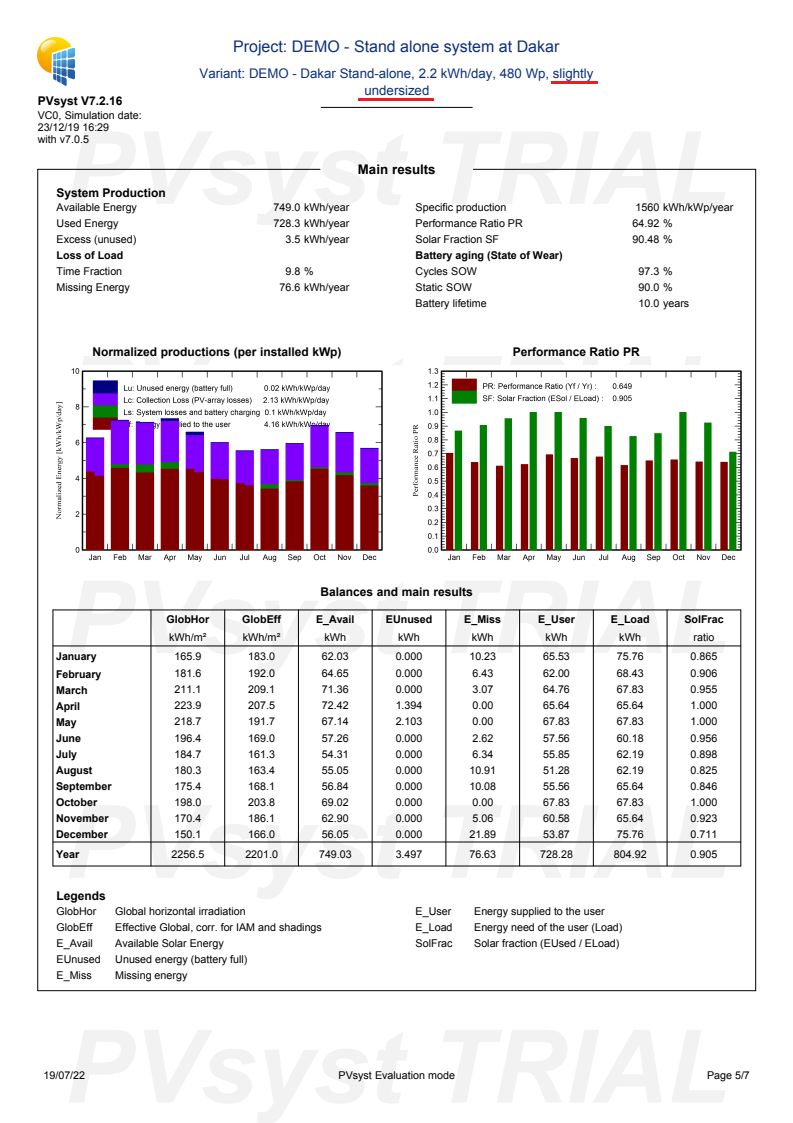 Project: DEMO - Stand alone system at Dakar
Variant: DEMO - Dakar Stand-alone, 2.2 kWh/day, 480 Wp, slightly
undersized
PVsyst V7.2.16
VC0, Simulation date:
23/12/19 16:29
with v7.0.5
PVsyst TRIAL
Main results
System Production
Available Energy 749.0 kWh/year
Used Energy 728.3 kWh/year
Excess (unused) 3.5 kWh/year
Loss of Load
Time Fraction 9.8 %
Missing Energy 76.6 kWh/year
Specific production 1560 kWh/kWp/year
Performance Ratio PR 64.92 %
Solar Fraction SF 90.48 %
Battery aging (State of Wear)
Cycles SOW 97.3 %
Static SOW 90.0 %
Battery lifetime 10.0 years
Normalized productions (per installed kWp)
Normalized Energy [kWh/kWp/day]
10
8
6
4
2
0
Lu: Unused energy (battery full) 0.02 kWh/kWp/day
Lc: Collection Loss (PV-array losses) 2.13 kWh/kWp/day
Ls: System losses and battery charging 0.1 kWh/kWp/day
to the user 4.16 kWh/kWp/day
Jan Feb Mar Apr May Jun Jul Aug Sep Oct Nov Dec
Performance Ratio PR
Performance Ratio PR
1.3
1.2
1.1
1.0
0.9
0.8
0.7
0.6
0.5
0.4
0.3
0.2
0.1
0.0
PR: Performance Ratio (Yf / Yr) : 0.649
SF: Solar Fraction (ESol / ELoad) : 0.905
Jan Feb Mar Apr May Jun Jul Aug Sep Oct Nov Dec
PVsyst TRIAL
Balances and main results
GlobHor GlobEff E_Avail EUnused E_Miss E_User E_Load SolFrac
kWh/m² kWh/m² kWh kWh kWh kWh kWh ratio
January 165.9 183.0 62.03 0.000 10.23 65.53 75.76 0.865
February 181.6 192.0 64.65 0.000 6.43 62.00 68.43 0.906
March 211.1 209.1 71.36 0.000 3.07 64.76 67.83 0.955
April 223.9 207.5 72.42 1.394 0.00 65.64 65.64 1.000
May 218.7 191.7 67.14 2.103 0.00 67.83 67.83 1.000
June 196.4 169.0 57.26 0.000 2.62 57.56 60.18 0.956
July 184.7 161.3 54.31 0.000 6.34 55.85 62.19 0.898
August 180.3 163.4 55.05 0.000 10.91 51.28 62.19 0.825
September 175.4 168.1 56.84 0.000 10.08 55.56 65.64 0.846
October 198.0 203.8 69.02 0.000 0.00 67.83 67.83 1.000
November 170.4 186.1 62.90 0.000 5.06 60.58 65.64 0.923
December 150.1 166.0 56.05 0.000 21.89 53.87 75.76 0.711
Year 2256.5 2201.0 749.03 3.497 76.63 728.28 804.92 0.905
PVsyst TRIAL
Legends
GlobHor Global horizontal irradiation
GlobEff Effective Global, corr. for IAM and shadings
E_Avail Available Solar Energy
EUnused Unused energy (battery full)
E_Miss Missing energy
E_User Energy supplied to the user
E_Load Energy need of the user (Load)
SolFrac Solar fraction (EUsed / ELoad)
PVsyst TRIAL
19/07/22 PVsyst Evaluation mode Page 5/7